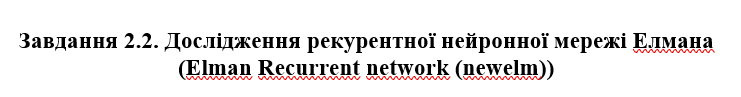 Завдання 2.2. Дослідження рекурентної нейронної мережі Елмана
(Elman Recurrent network (newelm))